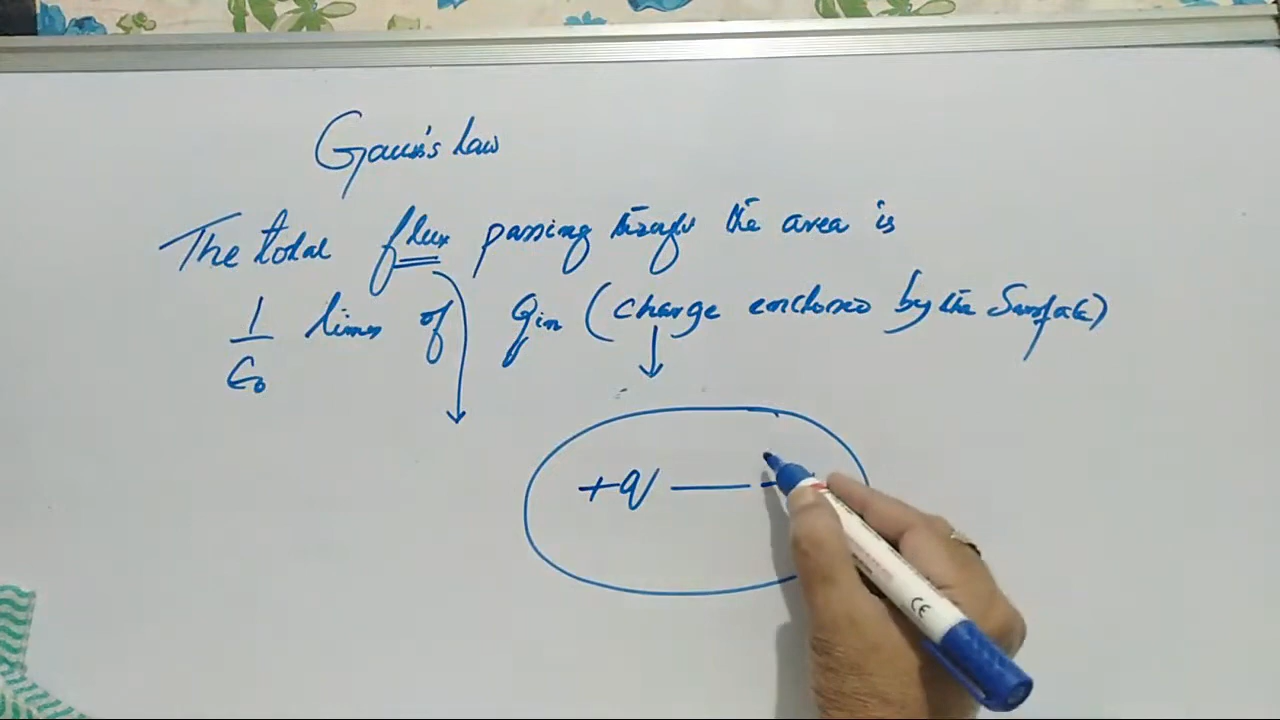 Gauss's law
The total flux passing through the area is
1/ε0 times of qin (charge enclosed by the Surface)
+q —— -
CE